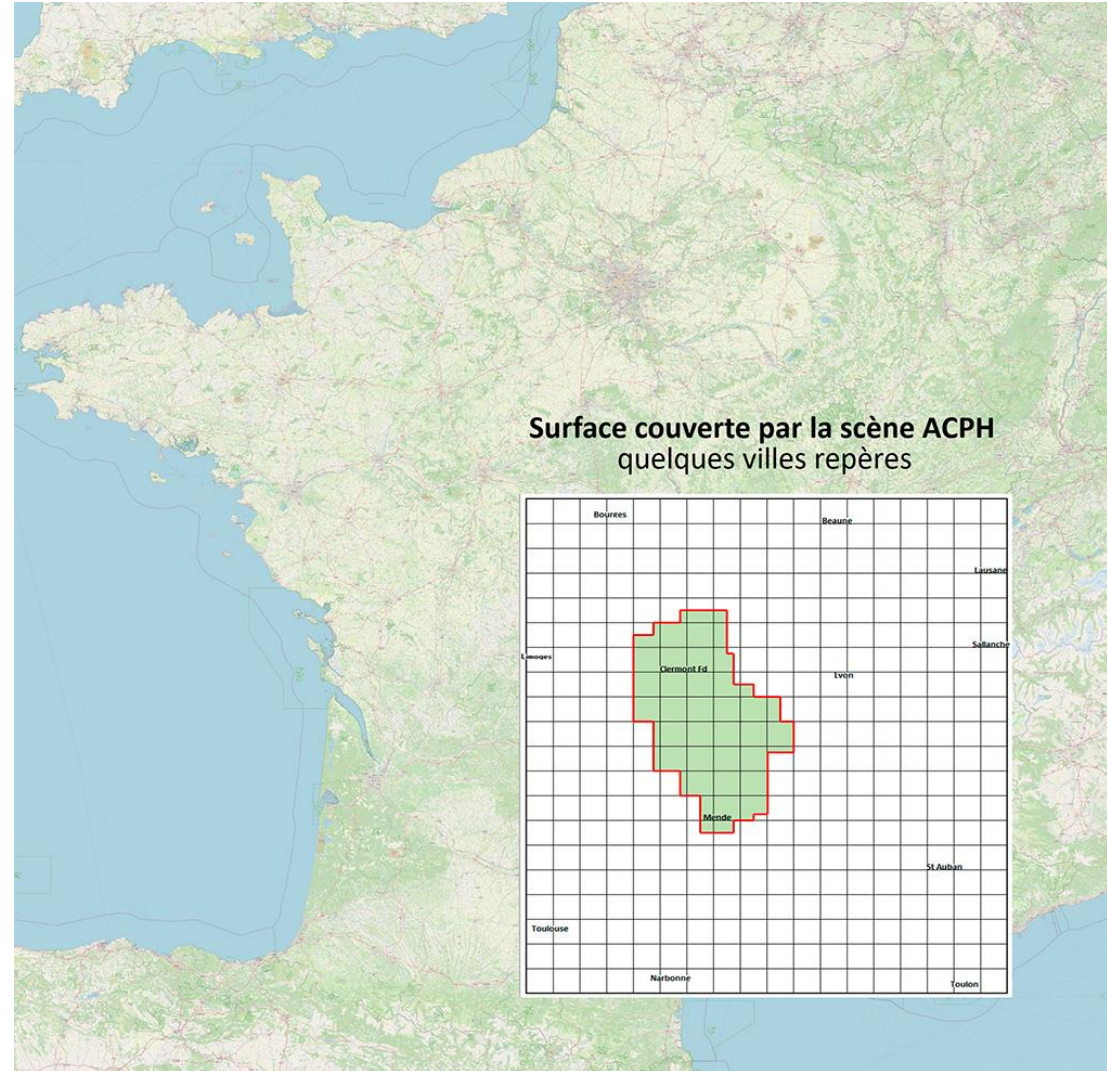 Surface couverte par la scène ACPH
quelques villes repères
Bourges
Beaune
Lausane
Sallanche
Limoges
Clermont Fd
Lyon
Mende
St Auban
Toulouse
Narbonne
Toulon